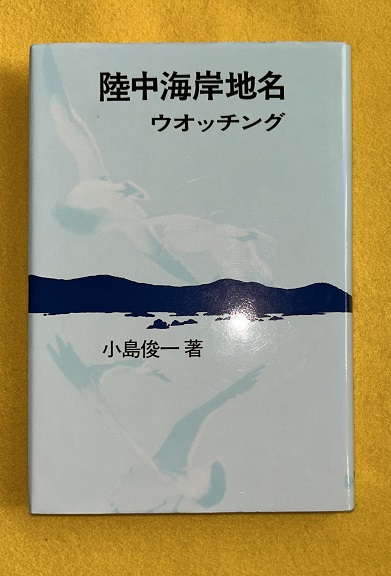 陸中海岸地名
ウオッチング
小島俊一 著